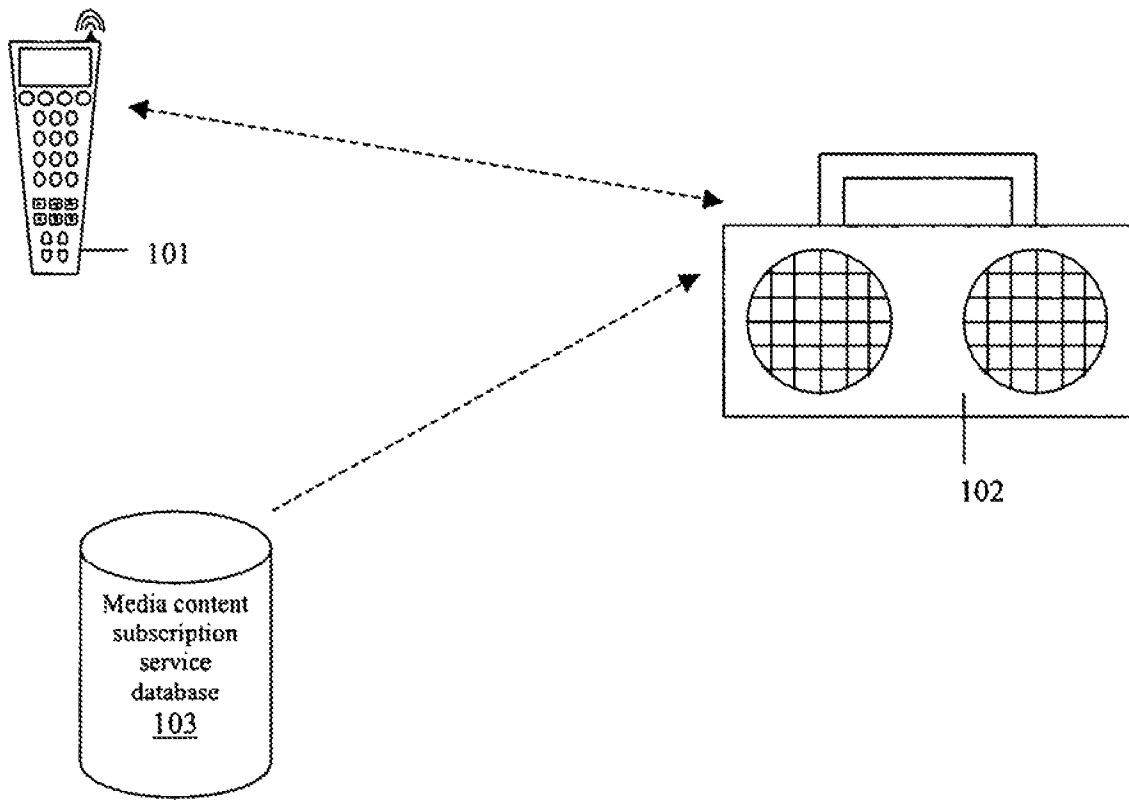 101
102
Media content
subscription
service
database
103